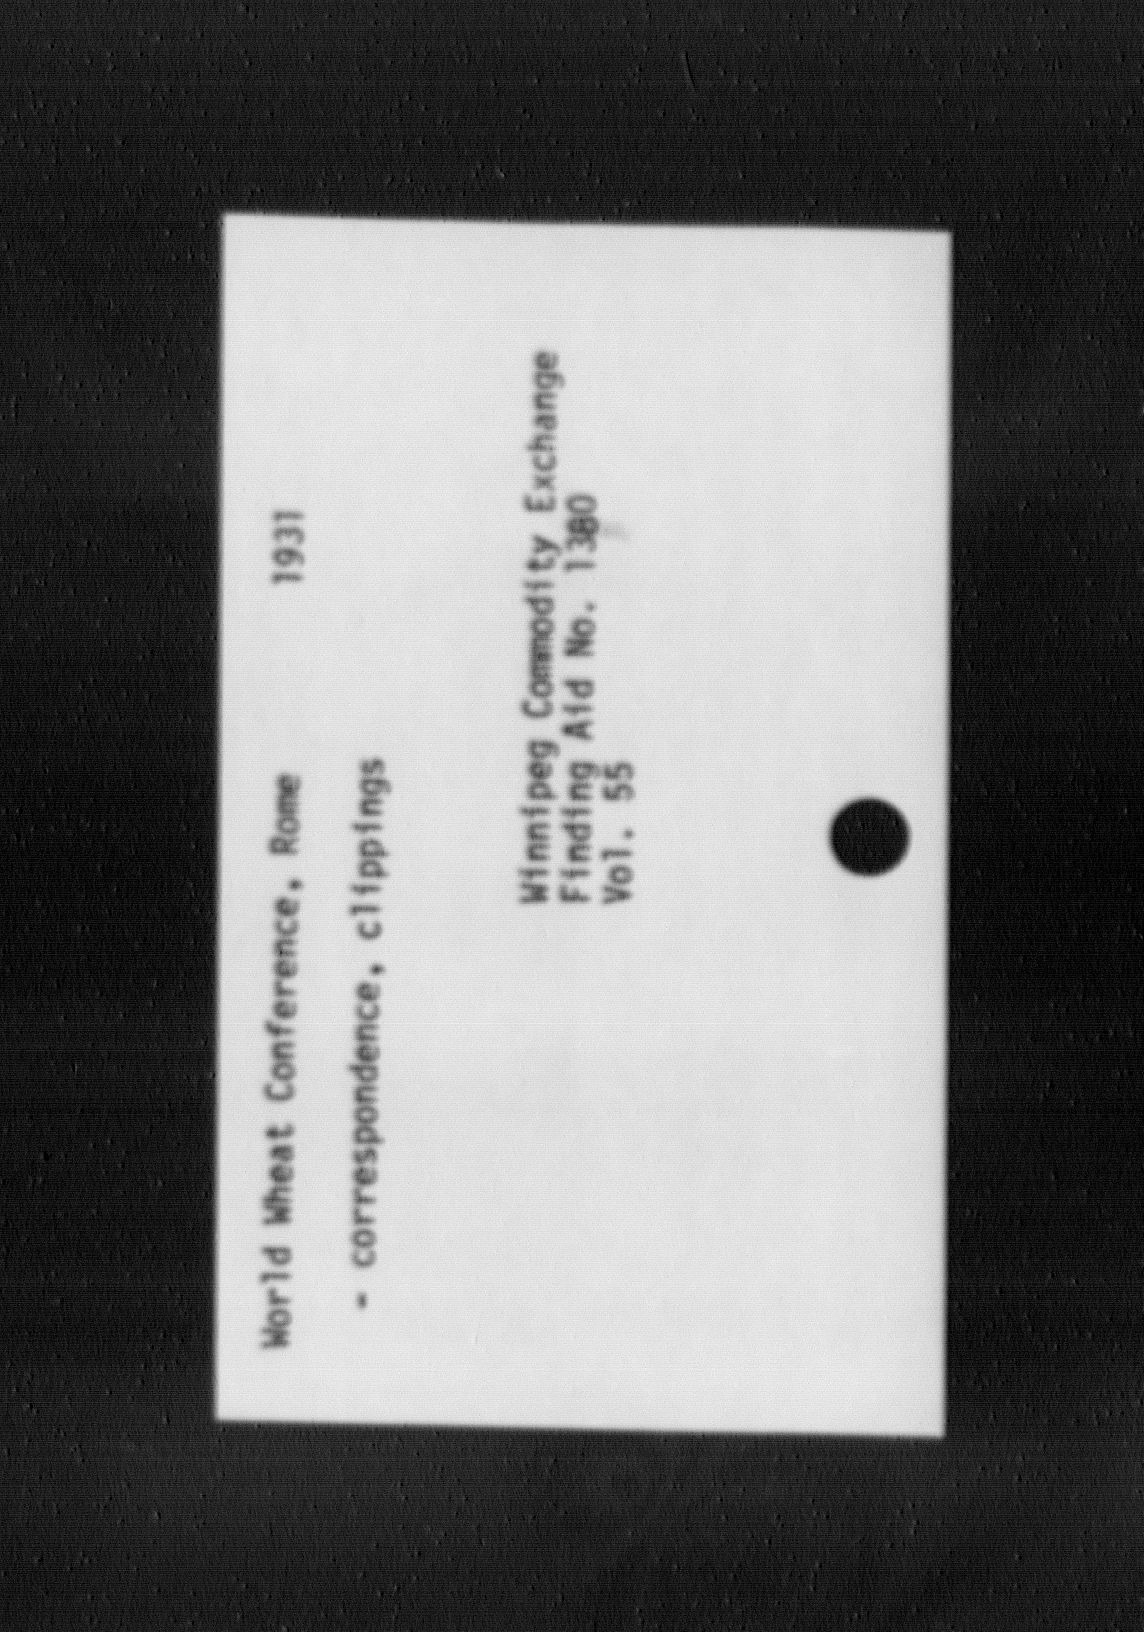 World Wheat Conference, Rome 1931
- correspondence, clippings
Winnipeg Commodity Exchange
Finding Aid No. 1380
Vol. 55